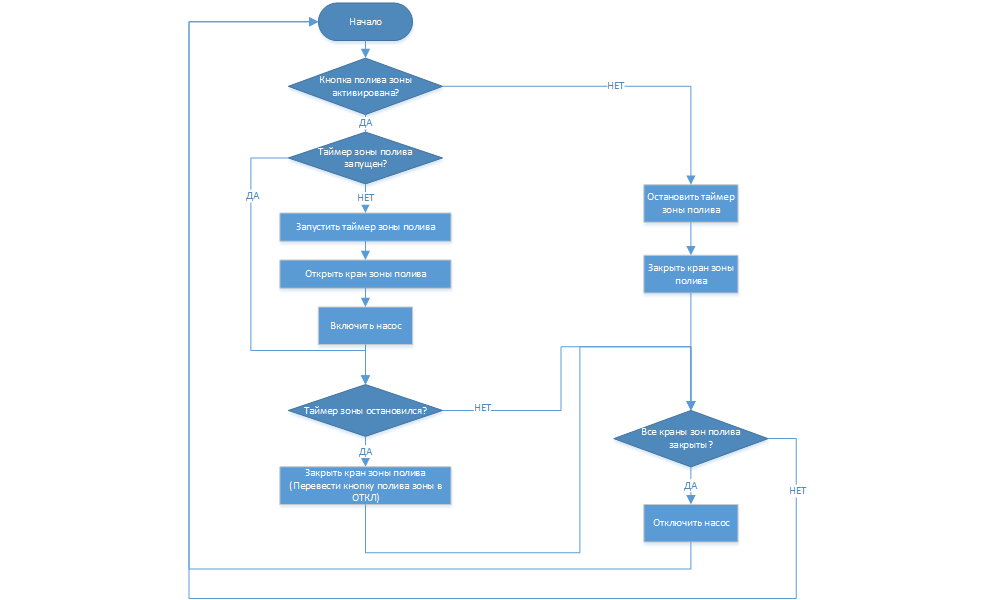 Начало
Кнопка полива зоны
активирована?
НЕТ
ДА
Таймер зоны полива
запущен?
ДА
НЕТ
Остановить таймер
зоны полива
Запустить таймер зоны полива
Открыть кран зоны полива
Закрыть кран зоны
полива
Включить насос
Таймер зоны остановился?
НЕТ
Все краны зон полива
закрыты?
ДА
Закрыть кран зоны полива
(Перевести кнопку полива зоны в
ОТКЛ)
ДА
НЕТ
Отключить насос